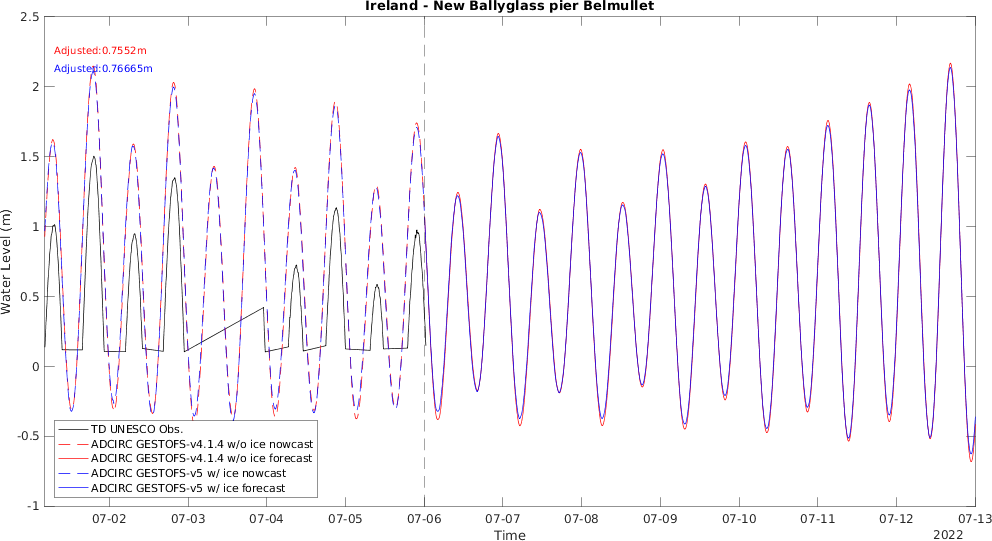 Ireland - New Ballyglass pier Belmullet
2.5
Adjusted:0.7552m
Adjusted:0.76665m
2
1.5
1
0.5
0
-0.5
-1
Water Level (m)
TD UNESCO Obs.
ADCIRC GESTOFS-v4.1.4 w/o ice nowcast
ADCIRC GESTOFS-v4.1.4 w/o ice forecast
ADCIRC GESTOFS-v5 w/ ice nowcast
ADCIRC GESTOFS-v5 w/ ice forecast
07-02 07-03 07-04 07-05 07-06 07-07 07-08 07-09 07-10 07-11 07-12 07-13
Time
2022